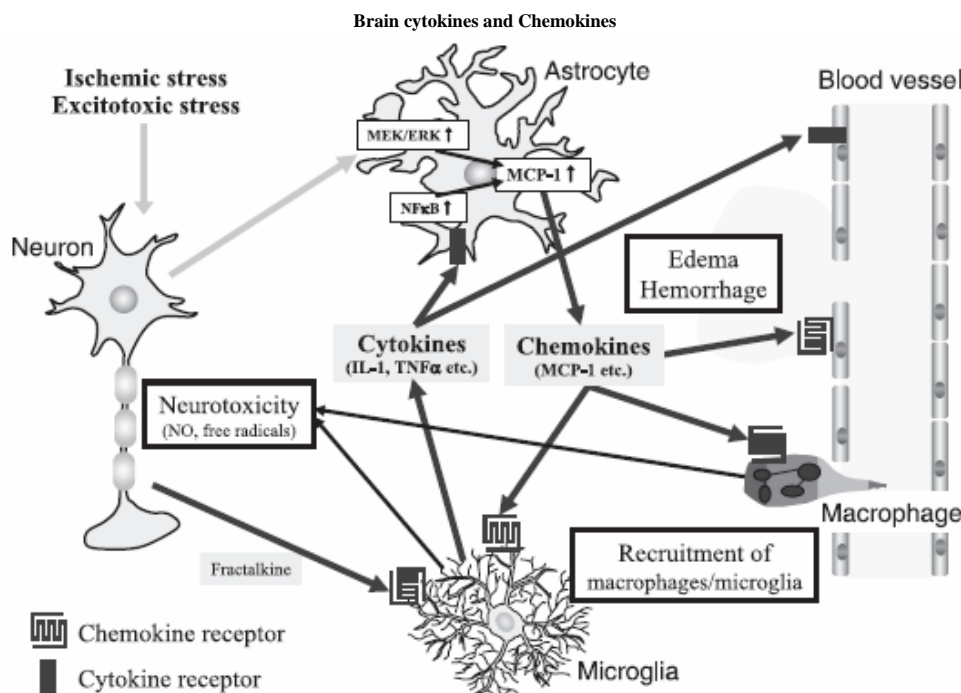 Brain cytokines and Chemokines
Ischemic stress
Excitotoxic stress
Astrocyte
Blood vessel
MEK/ERK↑
MCP-1↑
NFκB↑
Neuron
Edema
Hemorrhage
Cytokines
(IL-1, TNFα etc.)
Chemokines
(MCP-1 etc.)
Neurotoxicity
(NO, free radicals)
Macrophage
Fractalkine
Recruitment of
macrophages/microglia
Chemokine receptor
Microglia
Cytokine receptor